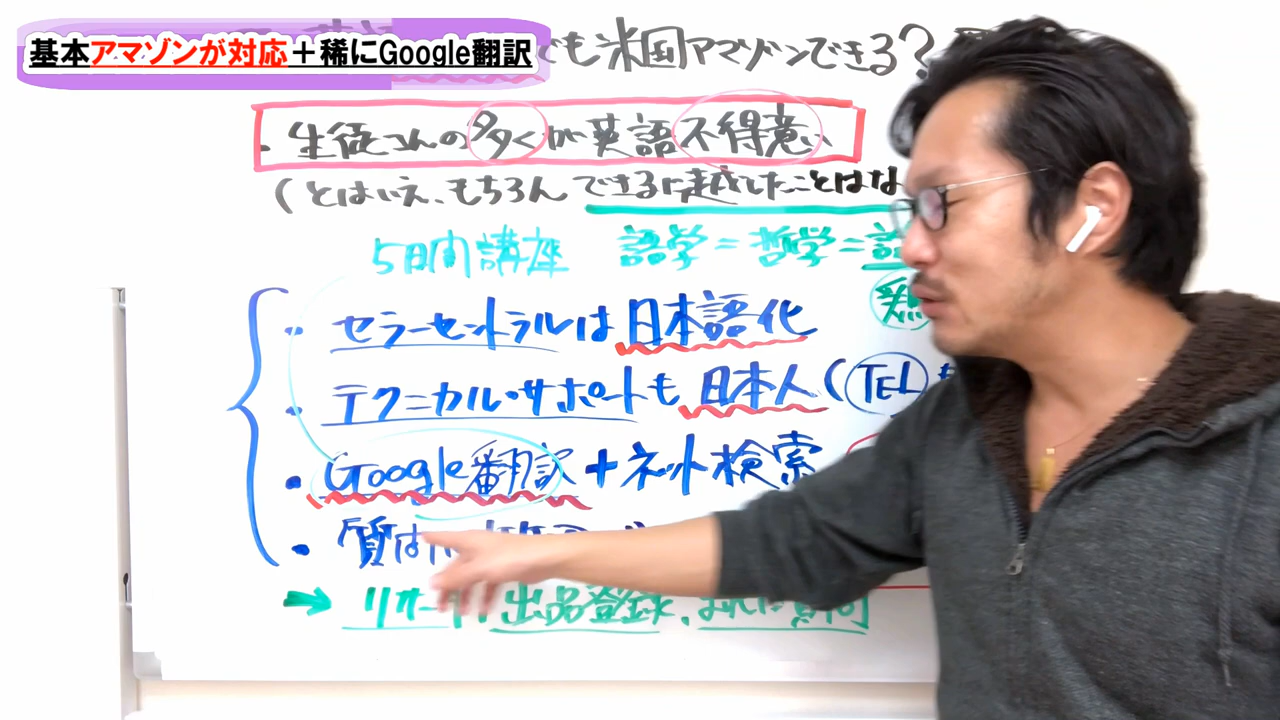 基本アマゾンが対応＋稀にGoogle翻訳
でも米国アマゾンできる?
・生徒さんの多くが英語不得意
(とはいえ、もちろんできるに越したことはな
5日間講座 語学=哲学=
・セラーセントラルは日本語化
・テクニカル・サポートも日本人(TEL も
・Google翻訳+ネット検索
・質
→リサーチ, 出品登録、まれに質問